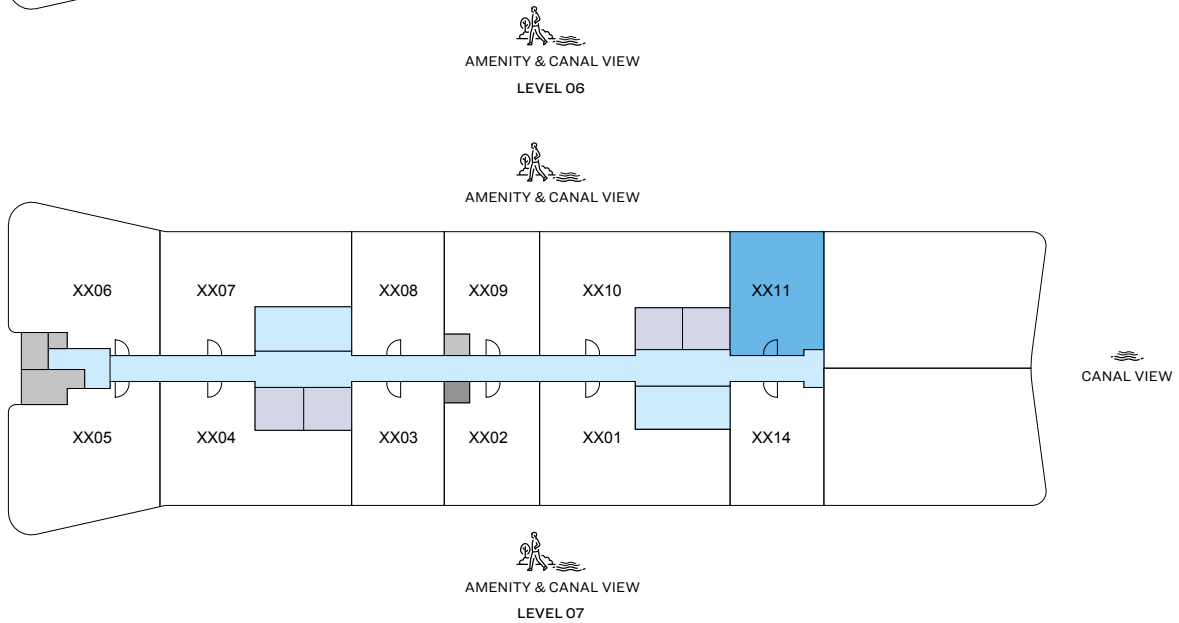 AMENITY & CANAL VIEW
LEVEL 06
AMENITY & CANAL VIEW
XX06 XX07 XX08 XX09 XX10 XX11
CANAL VIEW
XX05 XX04 XX03 XX02 XX01 XX14
AMENITY & CANAL VIEW
LEVEL 07